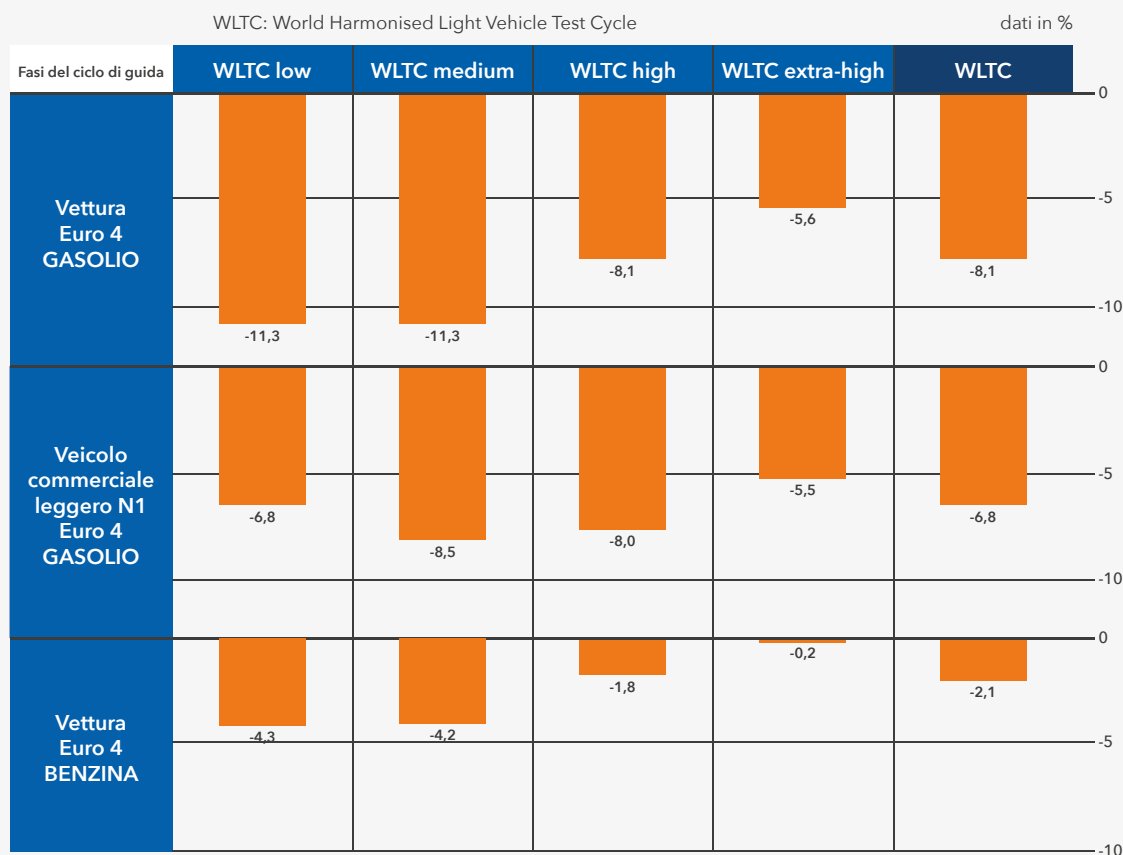 WLTC: World Harmonised Light Vehicle Test Cycle
dati in %
Fasi del ciclo di guida
WLTC low
WLTC medium
WLTC high
WLTC extra-high
WLTC
0
Vettura
Euro 4
GASOLIO
-5
-5,6
-8,1
-8,1
-10
-11,3
-11,3
0
Veicolo
commerciale
leggero N1
Euro 4
GASOLIO
-5
-5,5
-6,8
-6,8
-8,0
-8,5
-10
0
-0,2
-1,8
-2,1
Vettura
Euro 4
BENZINA
-4,3
-4,2
-5
-10